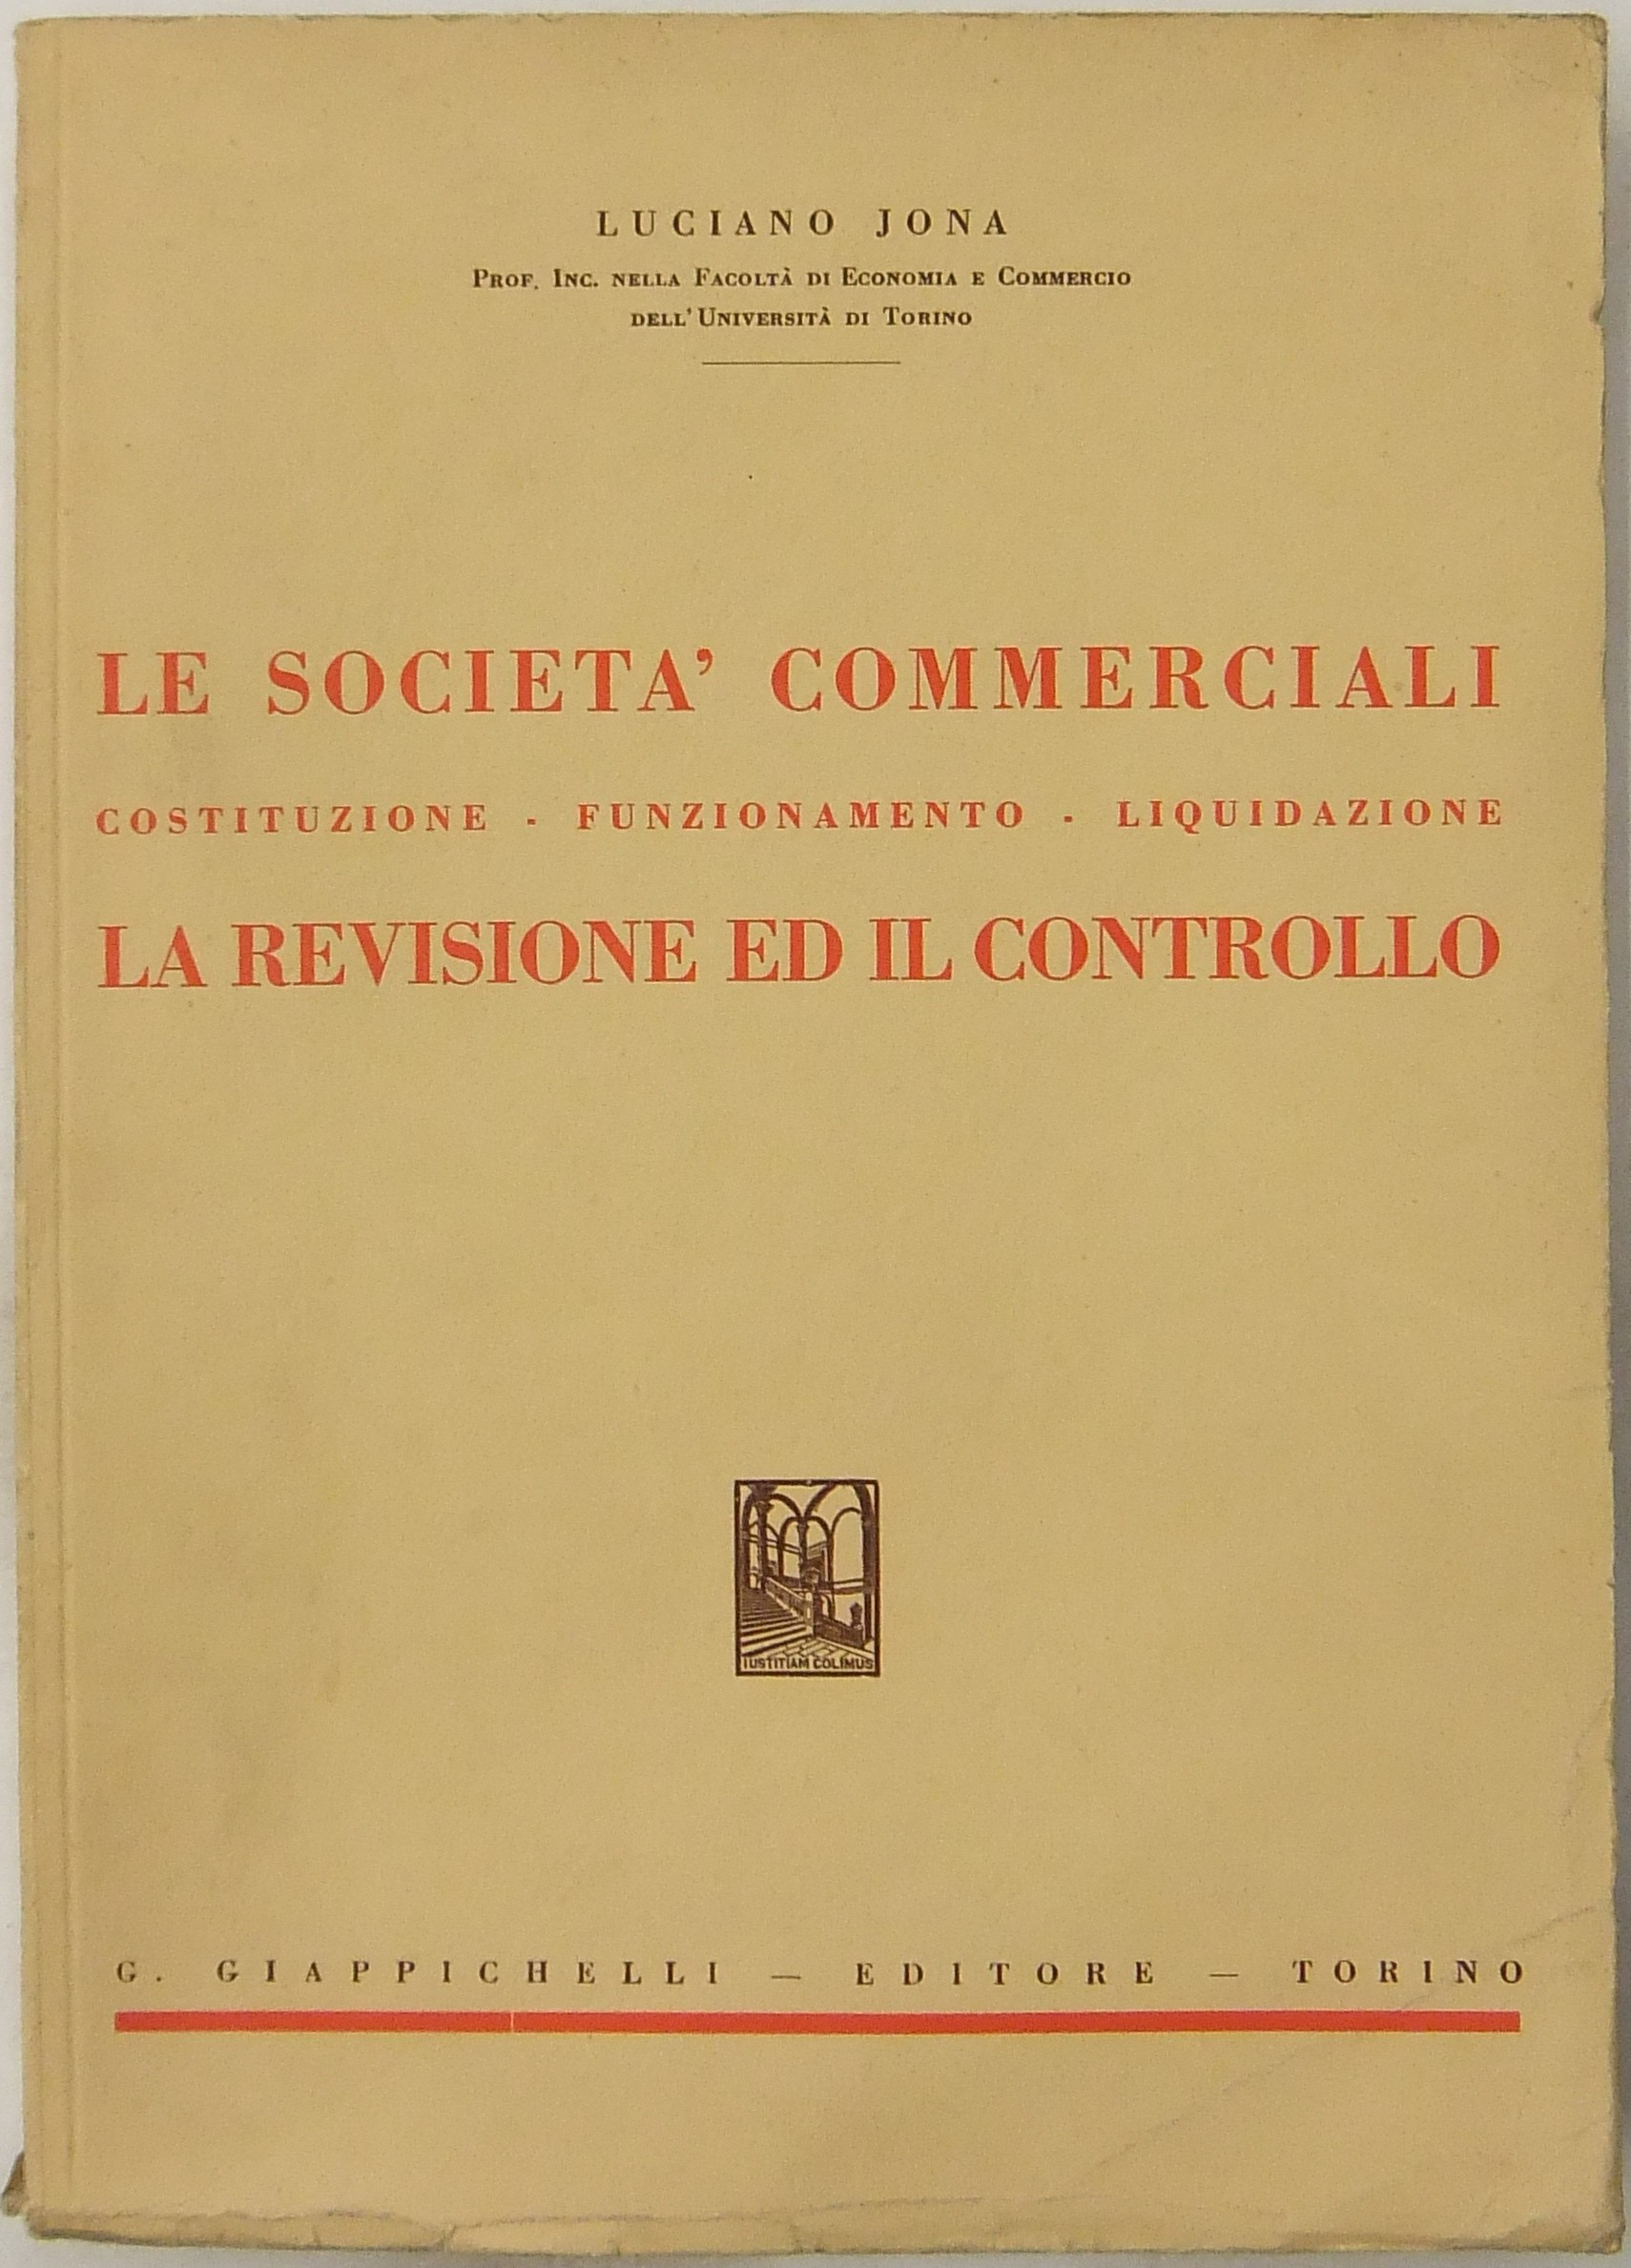 LUCIANO JONA
PROF. INC. NELLA FACOLTÀ DI ECONOMIA E COMMERCIO
DELL' UNIVERSITÀ DI TORINO
LE SOCIETA' COMMERCIALI
COSTITUZIONE - FUNZIONAMENTO - LIQUIDAZIONE
LA REVISIONE ED IL CONTROLLO
IUSTITIAM COLIMUS
G. GIAPPICHELLI — EDITORE — TORINO